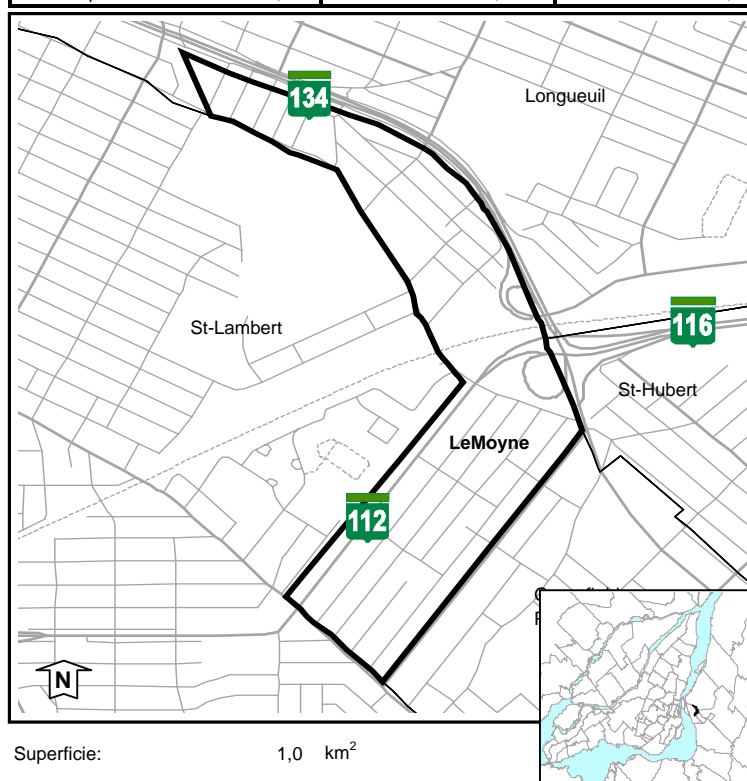 134
Longueuil
St-Lambert
116
St-Hubert
LeMoyne
112
N
Superficie: 1,0 km²